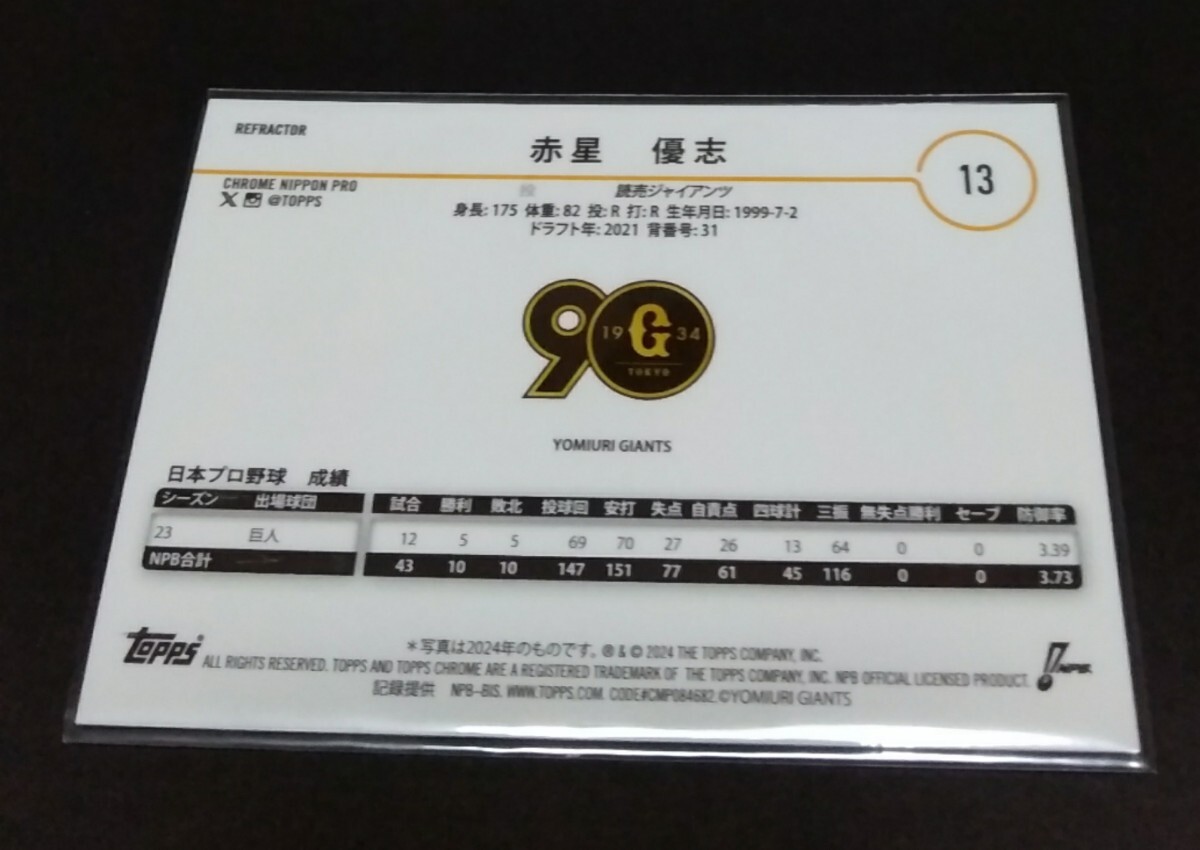 REFRACTOR
赤星 優志
13
CHROME NIPPON PRO
@TOPPS
投 読売ジャイアンツ
身長: 175 体重: 82 投: R 打: R 生年月日: 1999-7-2
ドラフト年: 2021 背番号: 31
90
19 G 34
TOKYO
YOMIURI GIANTS
日本プロ野球 成績
シーズン 出場球団 試合 勝利 敗北 投球回 安打 失点 自責点 四球計 三振 無失点勝利 セーブ 防御率
23 巨人 12 5 5 69 70 27 26 13 64 0 0 3.39
NPB合計 43 10 10 147 151 77 61 45 116 0 0 3.73
TOPPS®
*写真は2024年のものです。 ® & © 2024 THE TOPPS COMPANY, INC.
ALL RIGHTS RESERVED. TOPPS AND TOPPS CHROME ARE A REGISTERED TRADEMARK OF THE TOPPS COMPANY, INC. NPB OFFICIAL LICENSED PRODUCT.
記録提供 NPB-BIS. WWW.TOPPS.COM. CODE#CMP084682 ©YOMIURI GIANTS
NPB